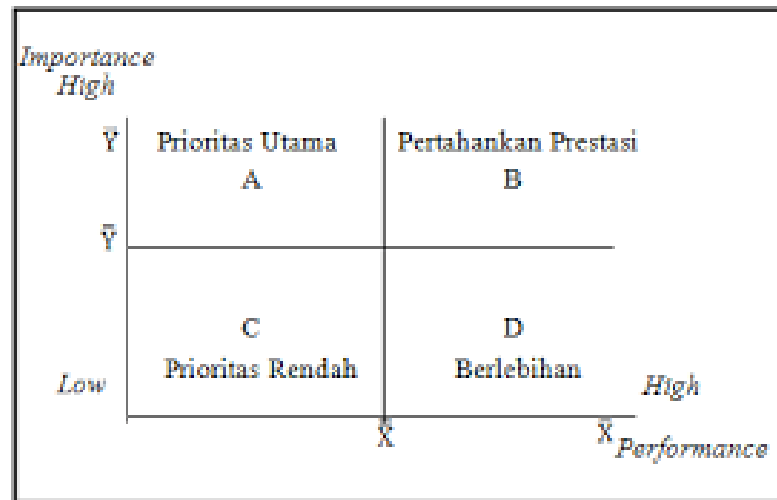 Importance
High
Y̅ Prioritas Utama Pertahankan Prestasi
A B
Y̿
C D
Prioritas Rendah Berlebihan
Low High
X̿ X̅ Performance